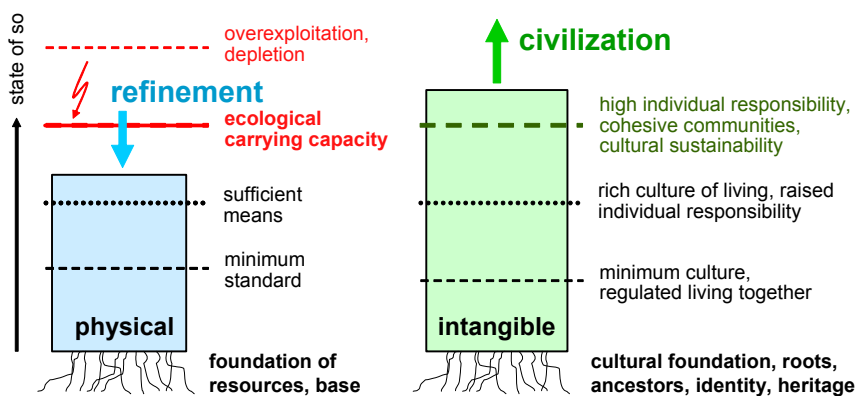 state of so
overexploitation,
depletion
refinement
ecological
carrying capacity
sufficient
means
minimum
standard
physical
foundation of
resources, base
civilization
high individual responsibility,
cohesive communities,
cultural sustainability
rich culture of living, raised
individual responsibility
minimum culture,
regulated living together
intangible
cultural foundation, roots,
ancestors, identity, heritage